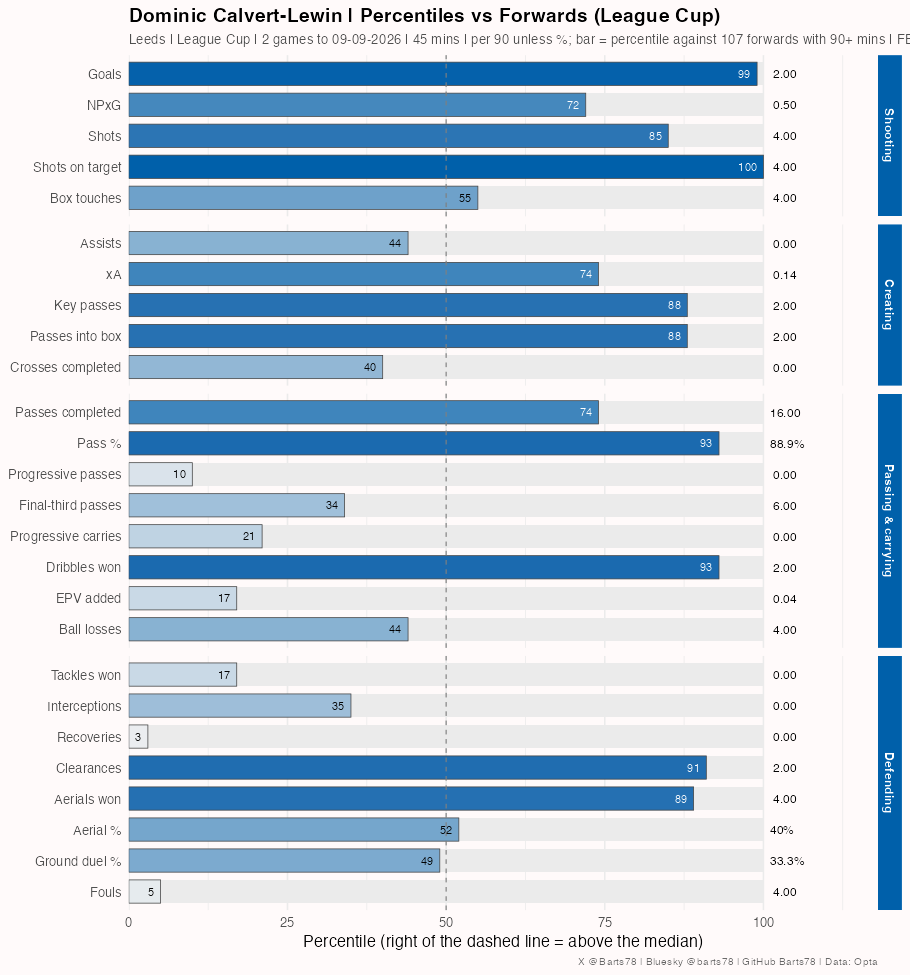 Dominic Calvert-Lewin | Percentiles vs Forwards (League Cup)
Leeds | League Cup | 2 games to 09-09-2026 | 45 mins | per 90 unless %; bar = percentile against 107 forwards with 90+ mins | FB
Goals 99 2.00
NPxG 72 0.50
Shots 85 4.00
Shots on target 100 4.00
Box touches 55 4.00
Shooting
Assists 44 0.00
xA 74 0.14
Key passes 88 2.00
Passes into box 88 2.00
Crosses completed 40 0.00
Creating
Passes completed 74 16.00
Pass % 93 88.9%
Progressive passes 10 0.00
Final-third passes 34 6.00
Progressive carries 21 0.00
Dribbles won 93 2.00
EPV added 17 0.04
Ball losses 44 4.00
Passing & carrying
Tackles won 17 0.00
Interceptions 35 0.00
Recoveries 3 0.00
Clearances 91 2.00
Aerials won 89 4.00
Aerial % 52 40%
Ground duel % 49 33.3%
Fouls 5 4.00
Defending
0 25 50 75 100
Percentile (right of the dashed line = above the median)
X @Barts78 | Bluesky @barts78 | GitHub Barts78 | Data: Opta